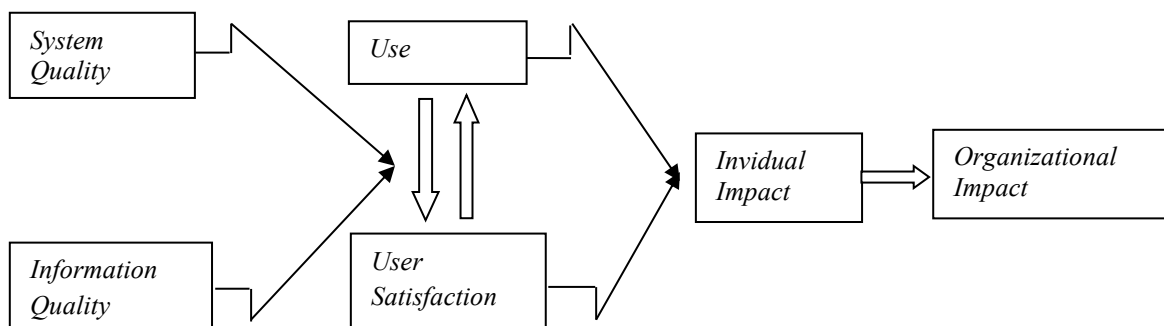 System
Quality
Use
Invidual
Impact
Organizational
Impact
Information
Quality
User
Satisfaction